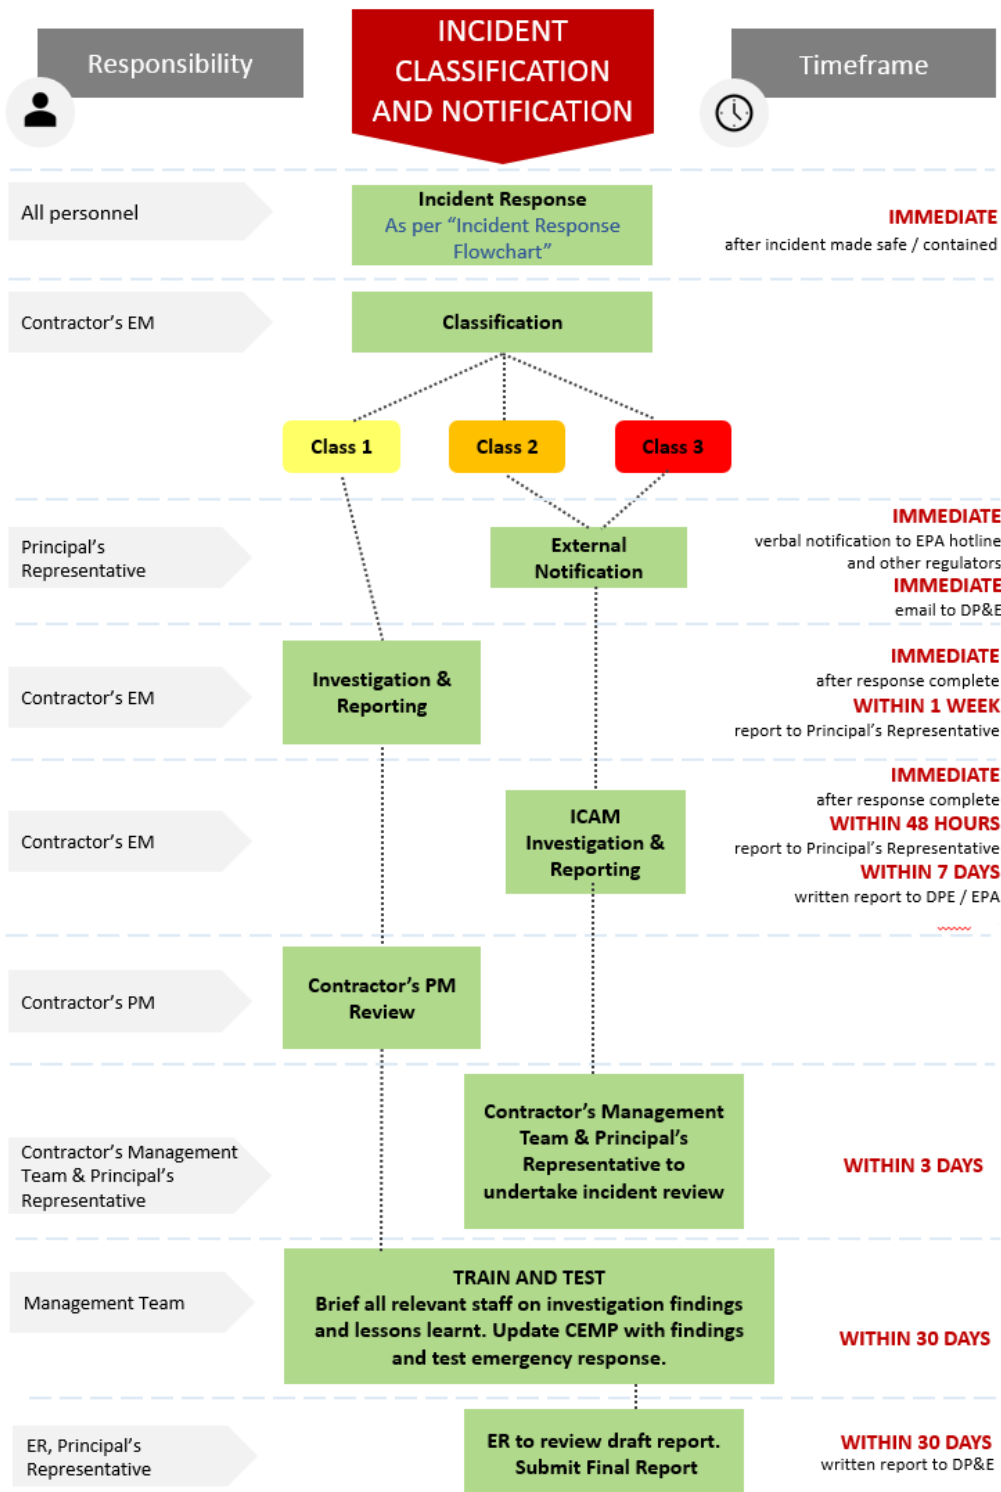 Responsibility
INCIDENT
CLASSIFICATION
AND NOTIFICATION
Timeframe
All personnel
Incident Response
As per “Incident Response
Flowchart”
IMMEDIATE
after incident made safe / contained
Contractor’s EM
Classification
Class 1
Class 2
Class 3
Principal’s
Representative
External
Notification
IMMEDIATE
verbal notification to EPA hotline
and other regulators
IMMEDIATE
email to DP&E
Contractor’s EM
Investigation &
Reporting
IMMEDIATE
after response complete
WITHIN 1 WEEK
report to Principal’s Representative
Contractor’s EM
ICAM
Investigation &
Reporting
IMMEDIATE
after response complete
WITHIN 48 HOURS
report to Principal’s Representative
WITHIN 7 DAYS
written report to DPE / EPA
Contractor’s PM
Contractor’s PM
Review
Contractor’s Management
Team & Principal’s
Representative
Contractor’s Management
Team & Principal’s
Representative to
undertake incident review
WITHIN 3 DAYS
Management Team
TRAIN AND TEST
Brief all relevant staff on investigation findings
and lessons learnt. Update CEMP with findings
and test emergency response.
WITHIN 30 DAYS
ER, Principal’s
Representative
ER to review draft report.
Submit Final Report
WITHIN 30 DAYS
written report to DP&E